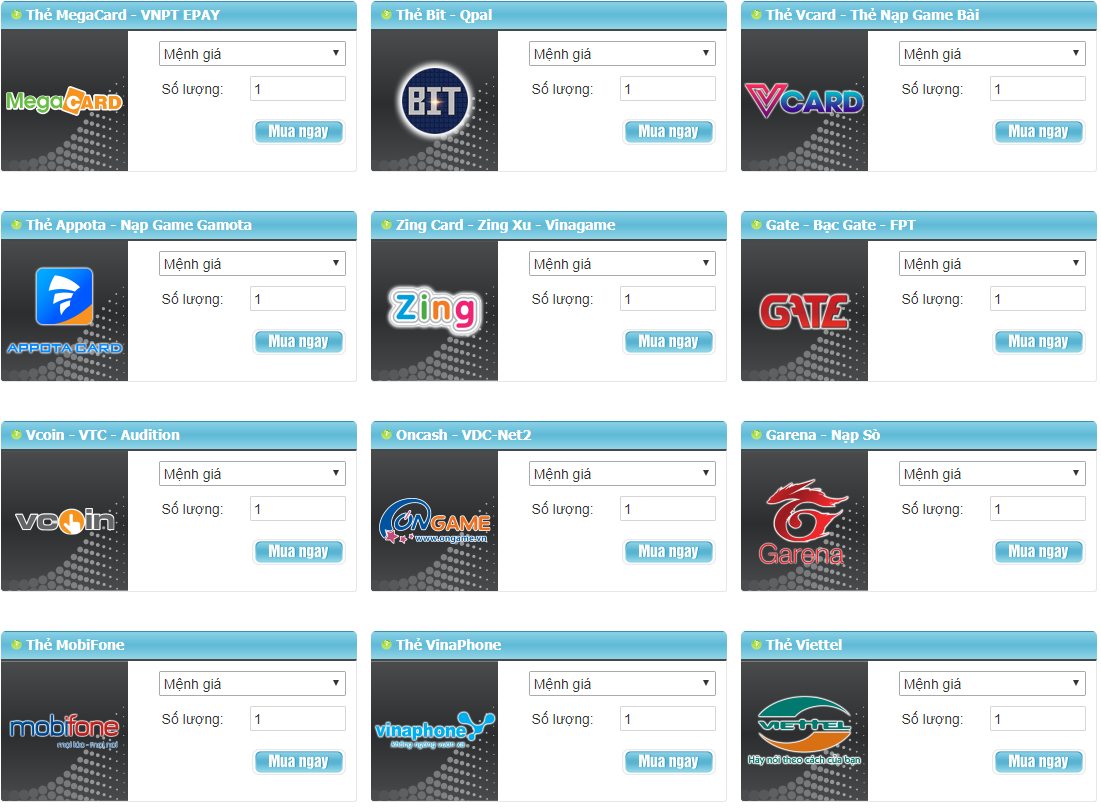 Thẻ MegaCard - VNPT EPAY
MegaCARD
Mệnh giá
Số lượng: 1
Mua ngay
Thẻ Bit - Qpal
BIT
Mệnh giá
Số lượng: 1
Mua ngay
Thẻ Vcard - Thẻ Nạp Game Bài
VCARD
Mệnh giá
Số lượng: 1
Mua ngay
Thẻ Appota - Nạp Game Gamota
APPOTA CARD
Mệnh giá
Số lượng: 1
Mua ngay
Zing Card - Zing Xu - Vinagame
Zing
Mệnh giá
Số lượng: 1
Mua ngay
Gate - Bạc Gate - FPT
GATE
Mệnh giá
Số lượng: 1
Mua ngay
Vcoin - VTC - Audition
vcoin
Mệnh giá
Số lượng: 1
Mua ngay
Oncash - VDC-Net2
ONGAME
www.ongame.vn
Mệnh giá
Số lượng: 1
Mua ngay
Garena - Nạp Sò
Garena
Mệnh giá
Số lượng: 1
Mua ngay
Thẻ MobiFone
mobifone
mọi lúc - mọi nơi
Mệnh giá
Số lượng: 1
Mua ngay
Thẻ VinaPhone
vinaphone
không ngừng vươn xa
Mệnh giá
Số lượng: 1
Mua ngay
Thẻ Viettel
VIETTEL
Hãy nói theo cách của bạn
Mệnh giá
Số lượng: 1
Mua ngay